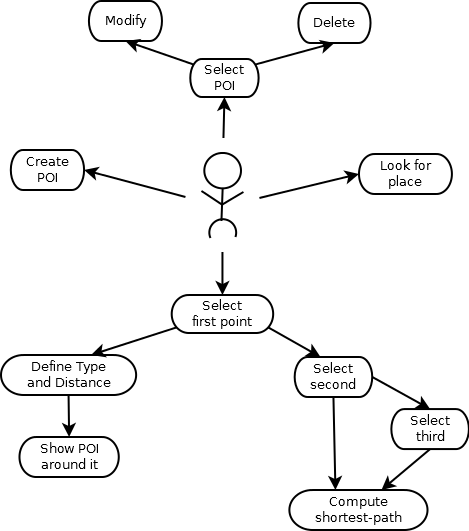 Modify
Delete
Select
POI
Create
POI
Look for
place
Select
first point
Define Type
and Distance
Select
second
Select
third
Show POI
around it
Compute
shortest-path